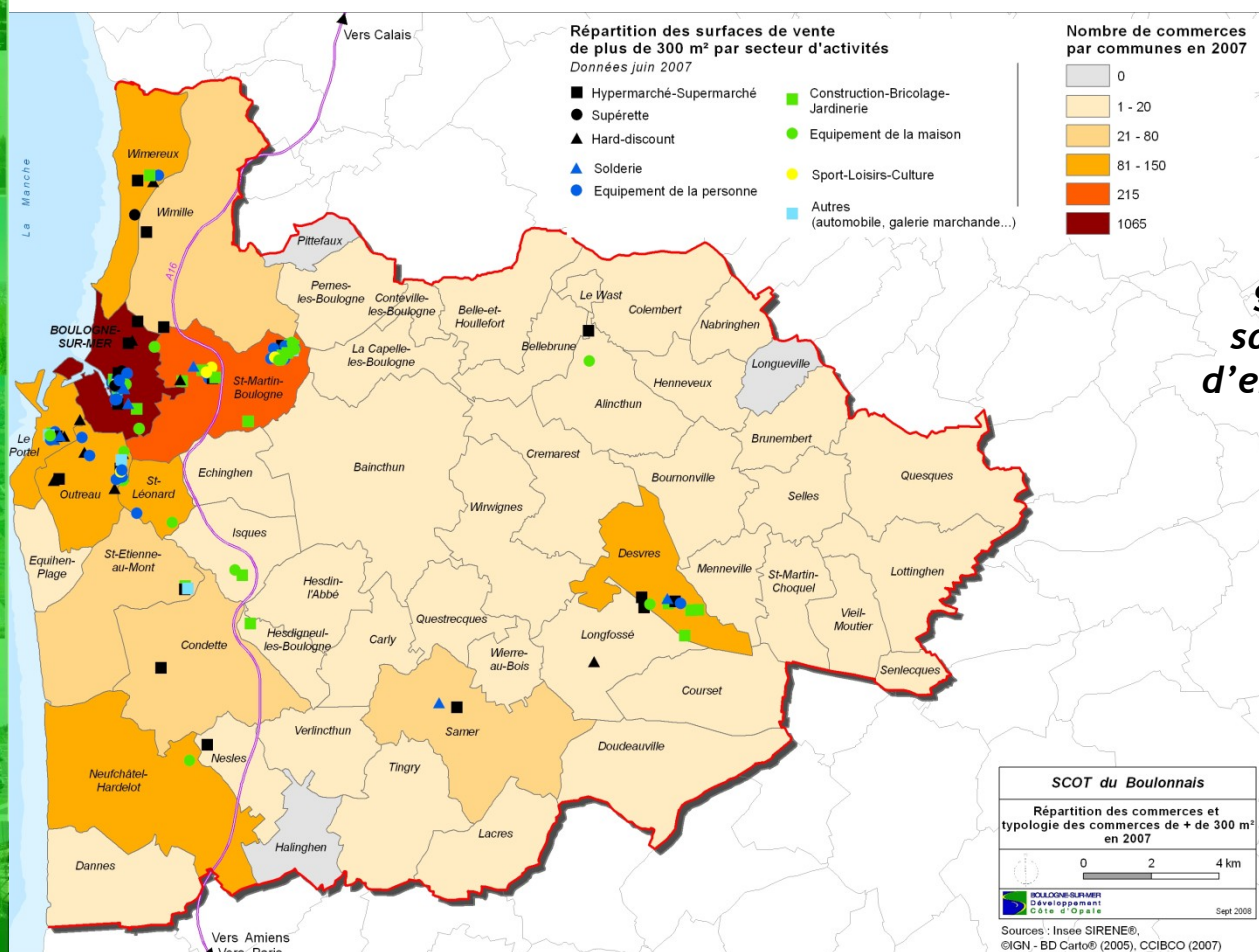 Vers Calais
Répartition des surfaces de vente
de plus de 300 m² par secteur d'activités
Données juin 2007
Hypermarché-Supermarché
Supérette
Hard-discount
Solderie
Equipement de la personne
Construction-Bricolage-
Jardinerie
Equipement de la maison
Sport-Loisirs-Culture
Autres
(automobile, galerie marchande...)
Nombre de commerces
par communes en 2007
0
1 - 20
21 - 80
81 - 150
215
1065
La Manche
A16
Wimereux
Wimille
Pittefaux
Pernes-
les-Boulogne
Conteville-
les-Boulogne
Belle-et-
Houllefort
Le Wast
Colembert
Nabringhen
Bellebrune
BOULOGNE-
SUR-MER
La Capelle-
les-Boulogne
Longueville
St-Martin-
Boulogne
Henneveux
Alincthun
Brunembert
Le
Portel
Outreau
St-
Léonard
Echinghen
Baincthun
Cremarest
Bournonville
Quesques
Selles
Wirwignes
Isques
Equihen-
Plage
St-Etienne-
au-Mont
Desvres
Menneville
St-Martin-
Choquel
Lottinghen
Hesdin-
l'Abbé
Vieil-
Moutier
Questrecques
Longfossé
Condette
Hesdigneul-
les-Boulogne
Carly
Wierre-
au-Bois
Senlecques
Courset
Samer
Verlincthun
Doudeauville
Nesles
Tingry
Neufchâtel-
Hardelot
Lacres
Halinghen
Dannes
Vers Amiens
Vers Paris
d'e
SCOT du Boulonnais
Répartition des commerces et
typologie des commerces de + de 300 m²
en 2007
0 2 4 km
BOULOGNE-SUR-MER
Développement
Côte d'Opale
Sept 2008
Sources : Insee SIRENE®,
©IGN - BD Carto® (2005), CCIBCO (2007)